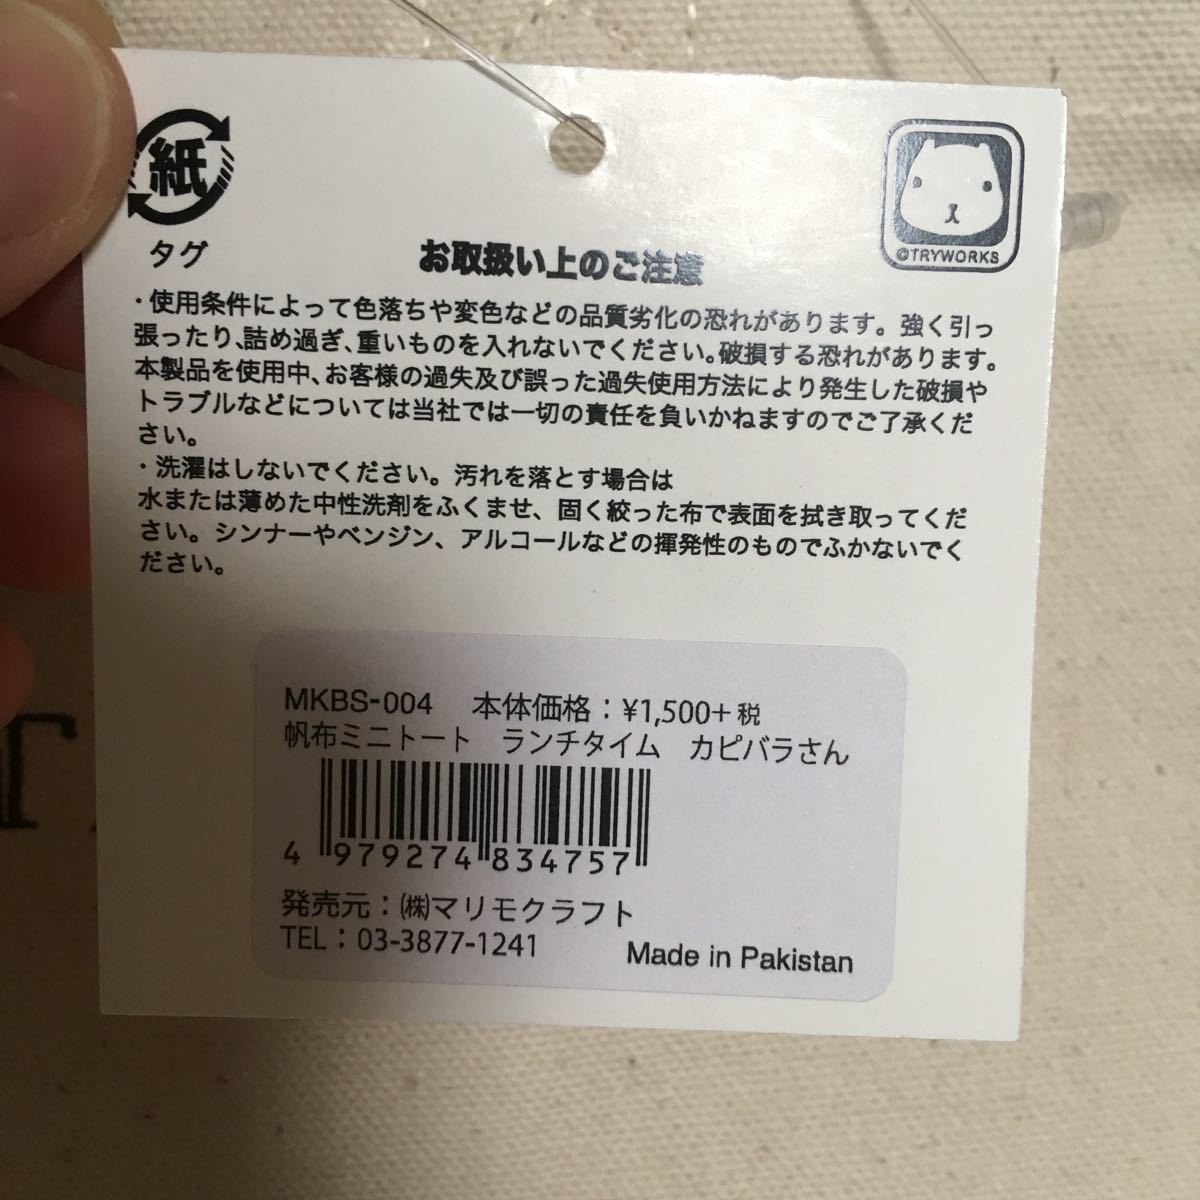 紙
タグ
©TRYWORKS
お取扱い上のご注意
・使用条件によって色落ちや変色などの品質劣化の恐れがあります。強く引っ
張ったり、詰め過ぎ、重いものを入れないでください。破損する恐れがあります。
本製品を使用中、お客様の過失及び誤った過失使用方法により発生した破損や
トラブルなどについては当社では一切の責任を負いかねますのでご了承くだ
さい。
・洗濯はしないでください。汚れを落とす場合は
水または薄めた中性洗剤をふくませ、固く絞った布で表面を拭き取ってくだ
さい。シンナーやベンジン、アルコールなどの揮発性のものでふかないでく
ださい。
MKBS-004 本体価格：¥1,500+税
帆布ミニトート ランチタイム カピバラさん
4 979274 834757
発売元：㈱マリモクラフト
TEL：03-3877-1241 Made in Pakistan